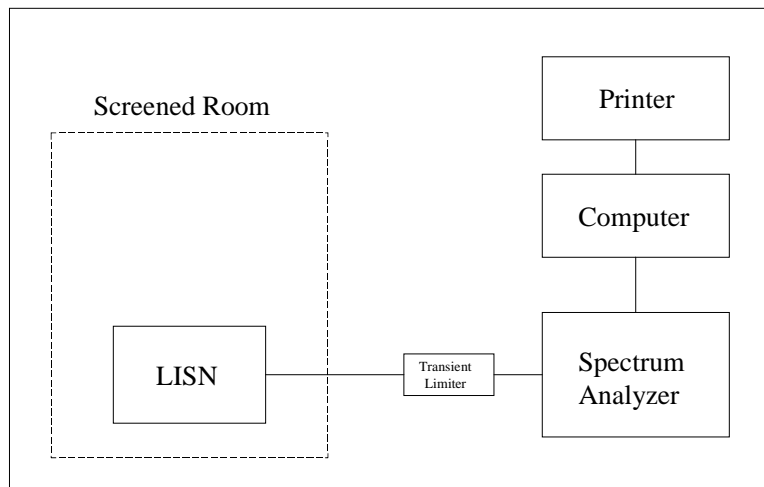 Screened Room
Printer
Computer
LISN
Transient
Limiter
Spectrum
Analyzer